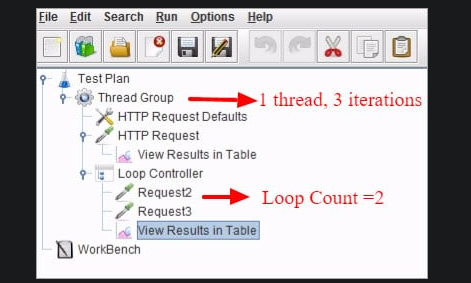 File Edit Search Run Options Help
Test Plan
Thread Group
1 thread, 3 iterations
HTTP Request Defaults
HTTP Request
View Results in Table
Loop Controller
Request2
Loop Count =2
Request3
View Results in Table
WorkBench